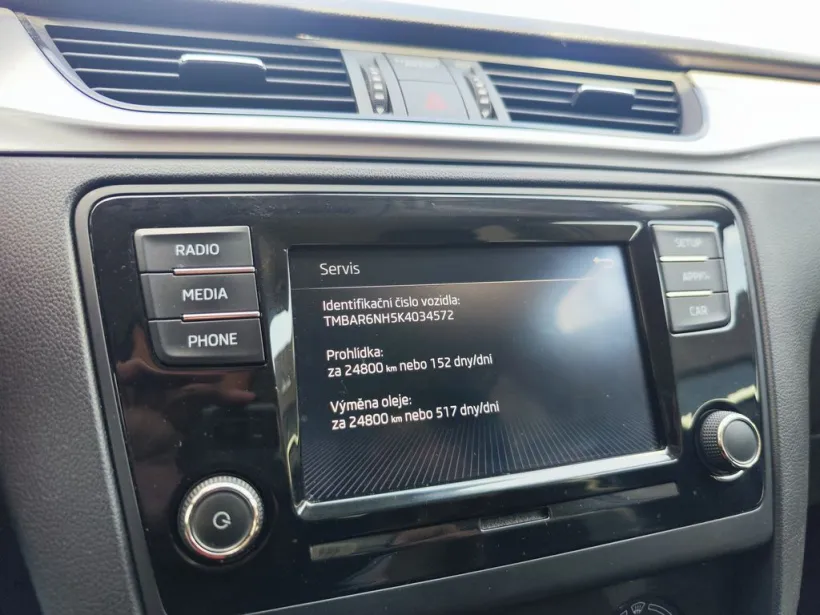 RADIO
MEDIA
PHONE
SETUP
CAR
Servis
Identifikační číslo vozidla:
TMBAR6NH5K4034572
Prohlídka:
za 24800 km nebo 152 dny/dní
Výměna oleje:
za 24800 km nebo 517 dny/dní